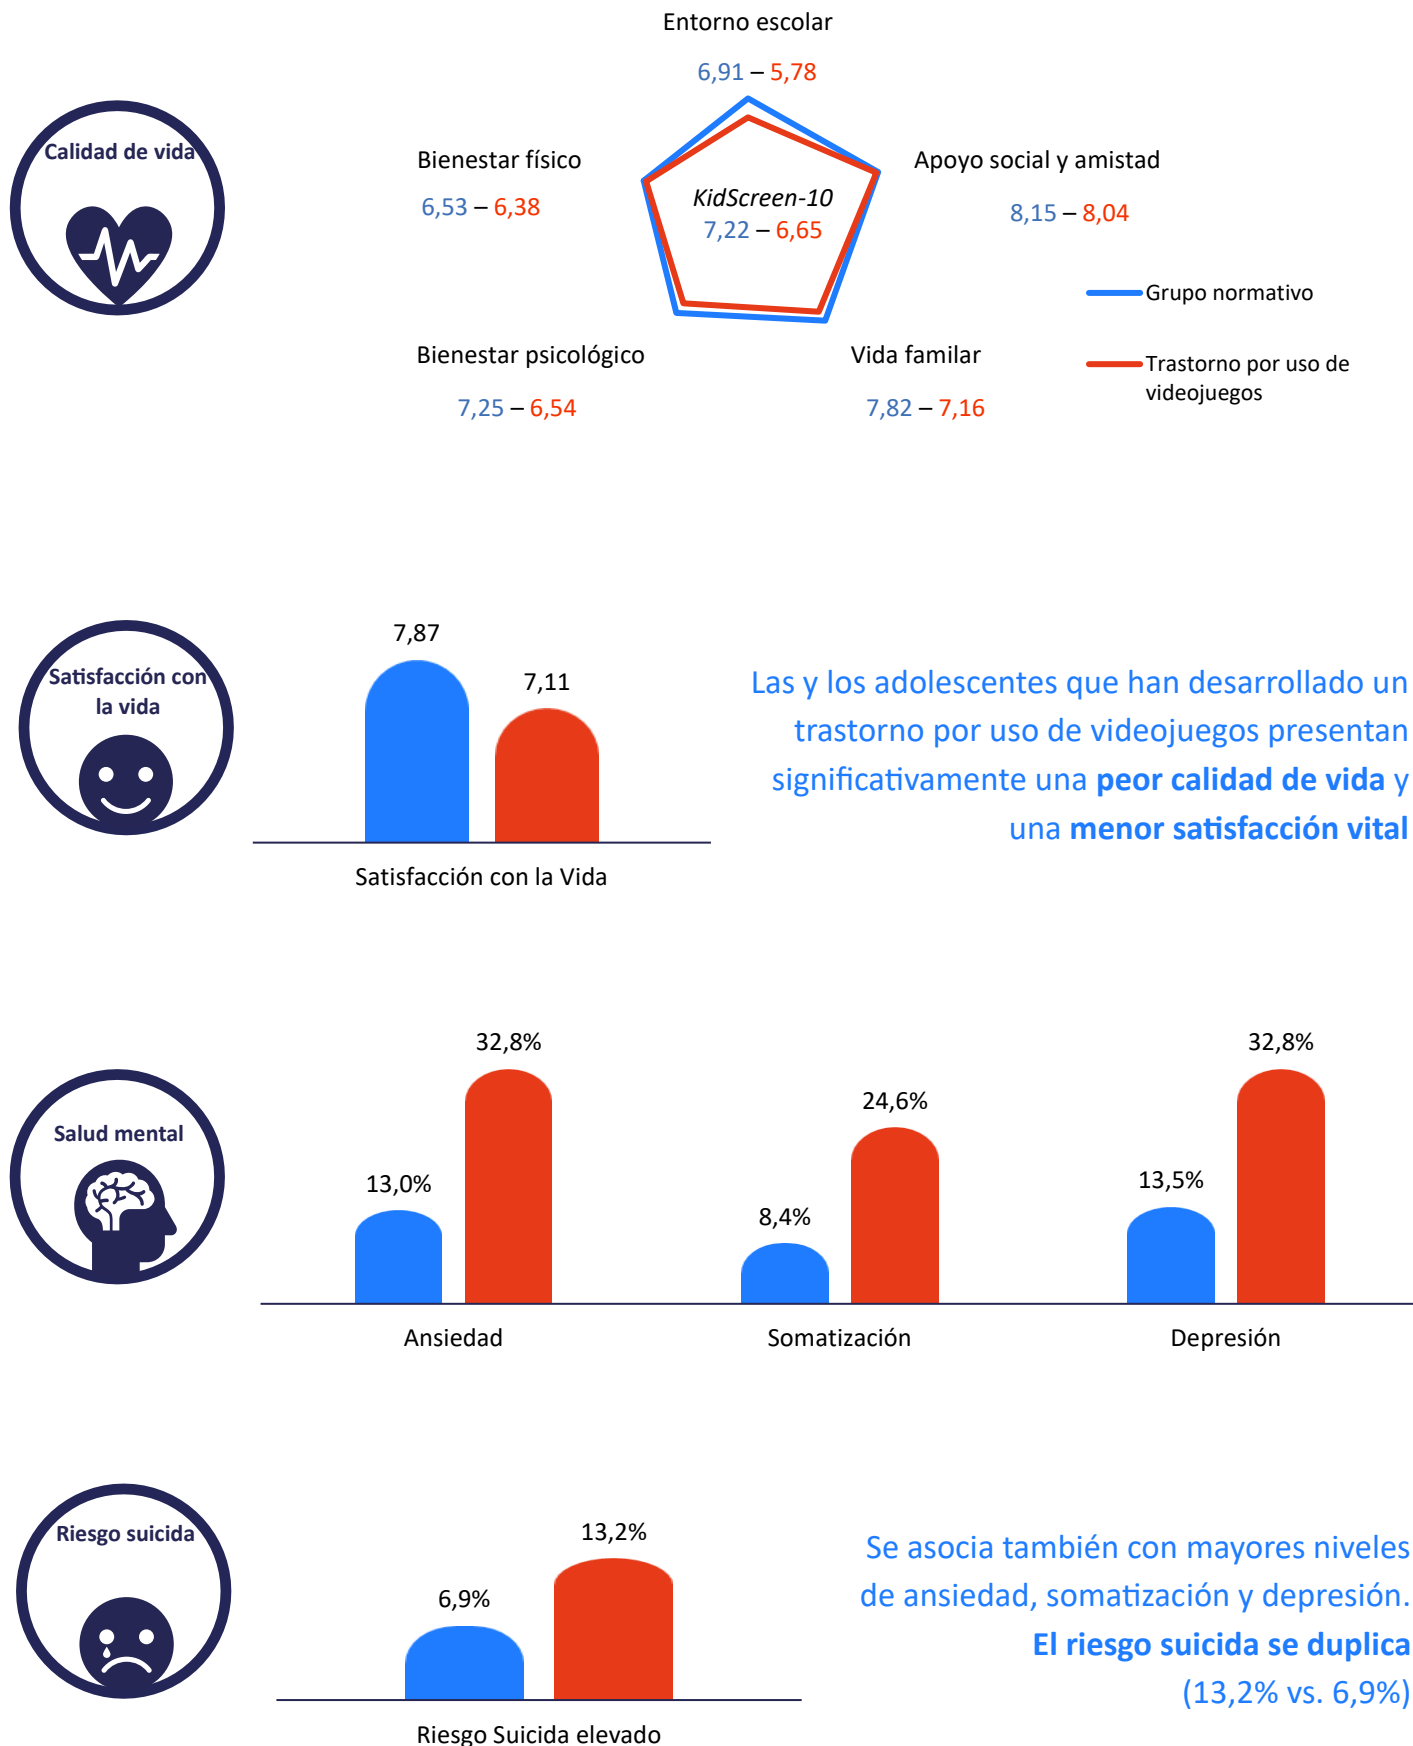 Entorno escolar
6,91 – 5,78
Calidad de vida
Bienestar físico
6,53 – 6,38
KidScreen-10
7,22 – 6,65
Apoyo social y amistad
8,15 – 8,04
Grupo normativo
Bienestar psicológico
7,25 – 6,54
Vida familar
7,82 – 7,16
Trastorno por uso de
videojuegos
Satisfacción con
la vida
7,87
7,11
Satisfacción con la Vida
Las y los adolescentes que han desarrollado un
trastorno por uso de videojuegos presentan
significativamente una peor calidad de vida y
una menor satisfacción vital
Salud mental
13,0%
32,8%
8,4%
24,6%
13,5%
32,8%
Ansiedad
Somatización
Depresión
Riesgo suicida
6,9%
13,2%
Riesgo Suicida elevado
Se asocia también con mayores niveles
de ansiedad, somatización y depresión.
El riesgo suicida se duplica
(13,2% vs. 6,9%)